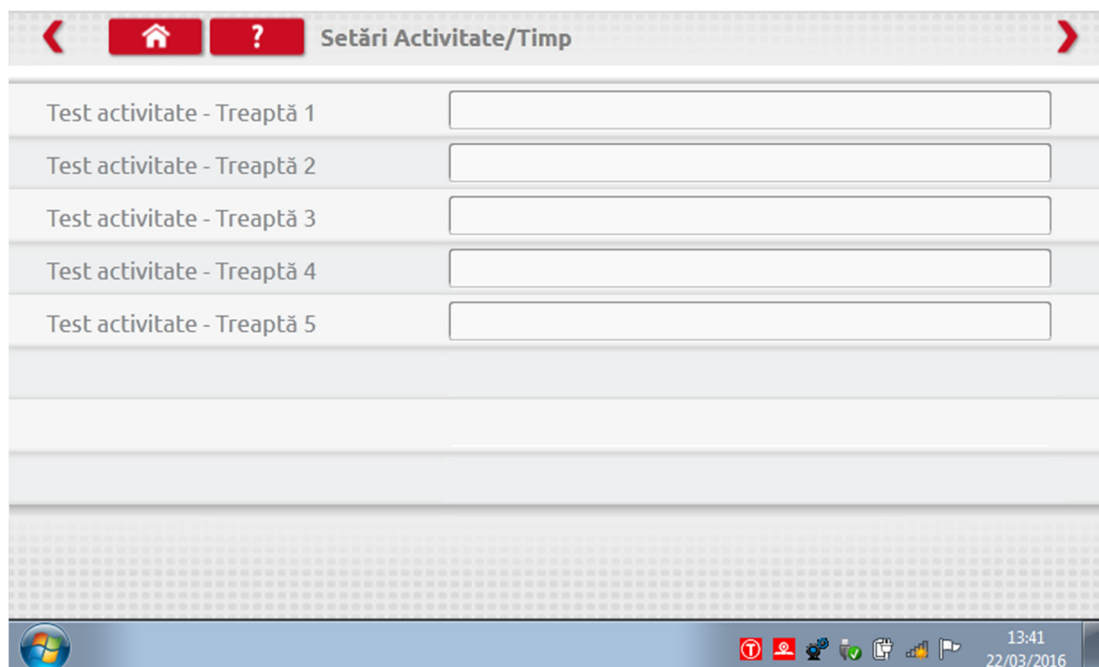 ? Setări Activitate/Timp
Test activitate - Treaptă 1
Test activitate - Treaptă 2
Test activitate - Treaptă 3
Test activitate - Treaptă 4
Test activitate - Treaptă 5
13:41
22/03/2016